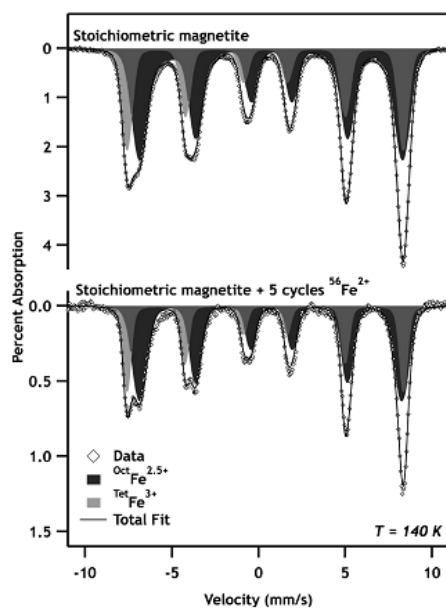 Stoichiometric magnetite
0
1
2
3
4
Percent Absorption
Stoichiometric magnetite + 5 cycles ⁵⁶Fe²⁺
0.0
0.5
1.0
1.5
Data
ᴼᶜᵗFe²·⁵⁺
ᵀᵉᵗFe³⁺
Total Fit
T = 140 K
-10 -5 0 5 10
Velocity (mm/s)